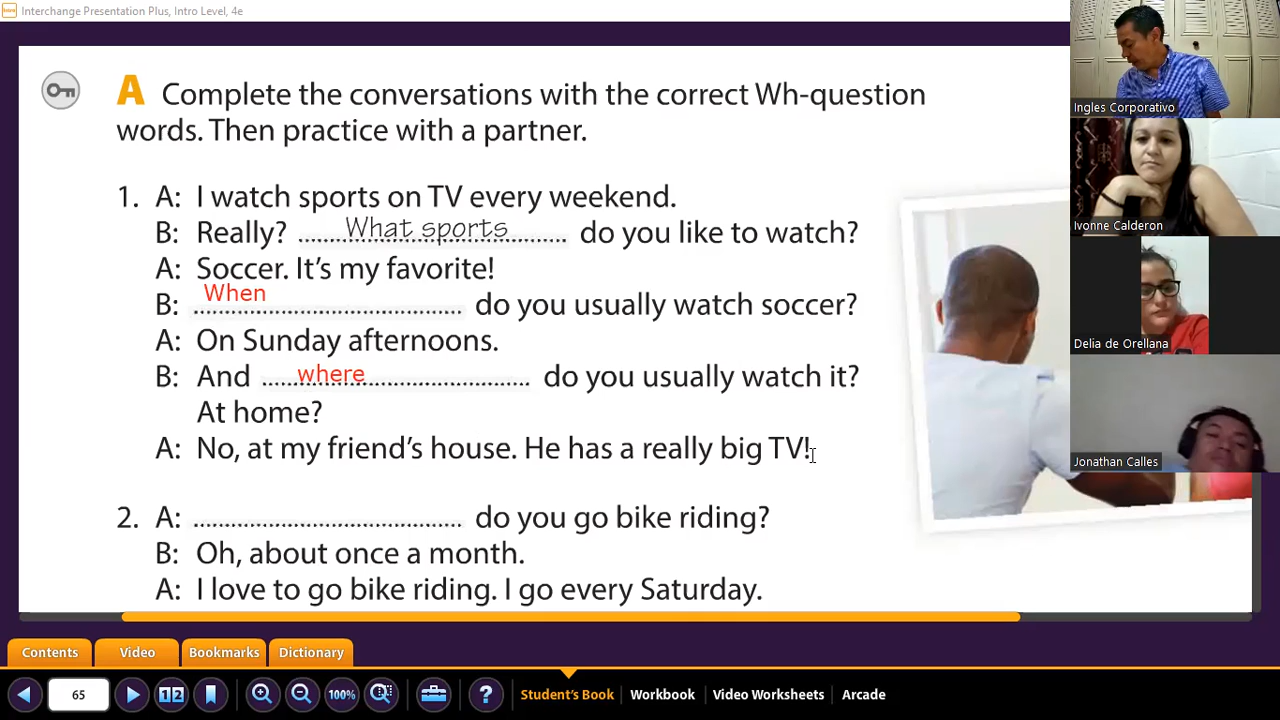 Interchange Presentation Plus, Intro Level, 4e
A Complete the conversations with the correct Wh-question
words. Then practice with a partner.
1. A: I watch sports on TV every weekend.
B: Really? What sports do you like to watch?
A: Soccer. It's my favorite!
B: When do you usually watch soccer?
A: On Sunday afternoons.
B: And where do you usually watch it?
At home?
A: No, at my friend's house. He has a really big TV!
2. A: ........................................ do you go bike riding?
B: Oh, about once a month.
A: I love to go bike riding. I go every Saturday.
Ingles Corporativo
Ivonne Calderon
Delia de Orellana
Jonathan Calles
Contents Video Bookmarks Dictionary
65 1 2 100% ? Student's Book Workbook Video Worksheets Arcade